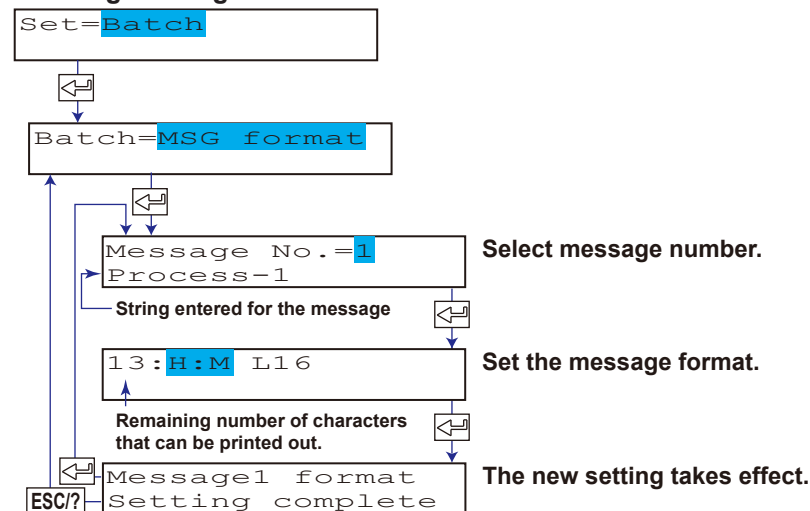 Set=Batch
Batch=MSG format
Message No.=1
Process-1
Select message number.
String entered for the message
13:H:M L16
Set the message format.
Remaining number of characters
that can be printed out.
Message1 format
Setting complete
The new setting takes effect.
ESC/?